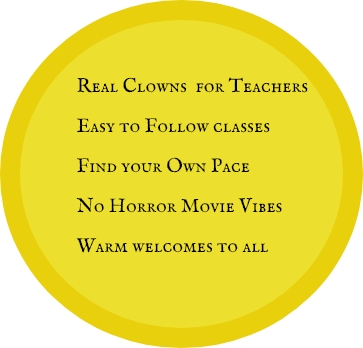 Real Clowns for Teachers
Easy to Follow classes
Find your Own Pace
No Horror Movie Vibes
Warm welcomes to all